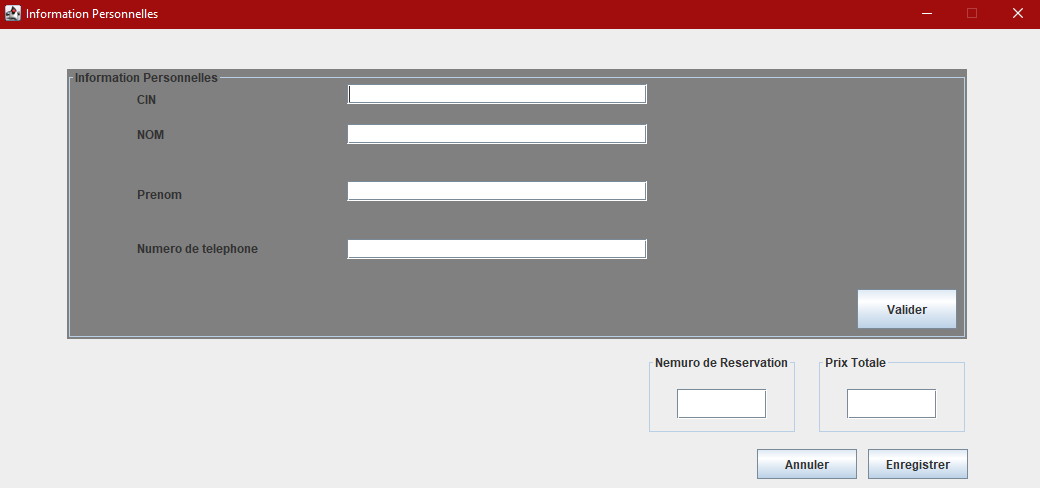 Information Personnelles
Information Personnelles
CIN
NOM
Prenom
Numero de telephone
Valider
Nemuro de Reservation
Prix Totale
Annuler
Enregistrer